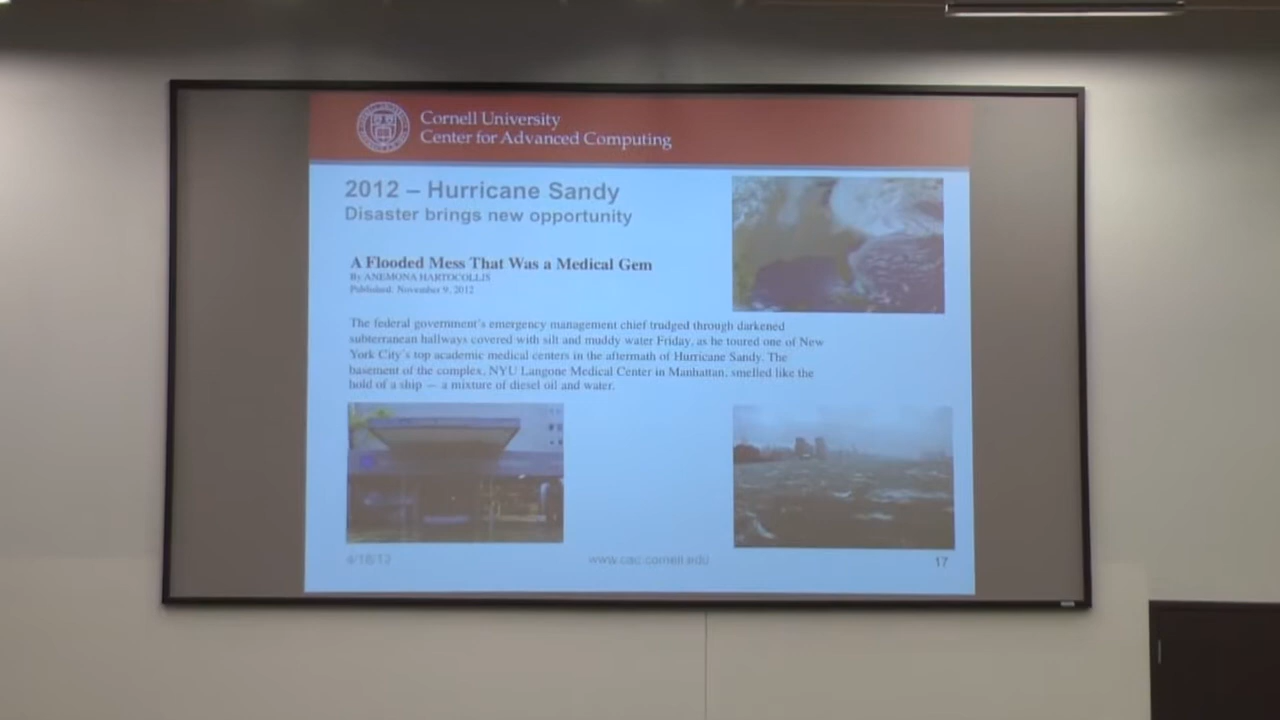 Cornell University
Center for Advanced Computing
2012 – Hurricane Sandy
Disaster brings new opportunity
A Flooded Mess That Was a Medical Gem
By ANEMONA HARTOCOLLIS
Published: November 9, 2012
The federal government's emergency management chief trudged through darkened
subterranean hallways covered with silt and muddy water Friday, as he toured one of New
York City's top academic medical centers in the aftermath of Hurricane Sandy. The
basement of the complex, NYU Langone Medical Center in Manhattan, smelled like the
hold of a ship — a mixture of diesel oil and water.
www.cac.cornell.edu
17